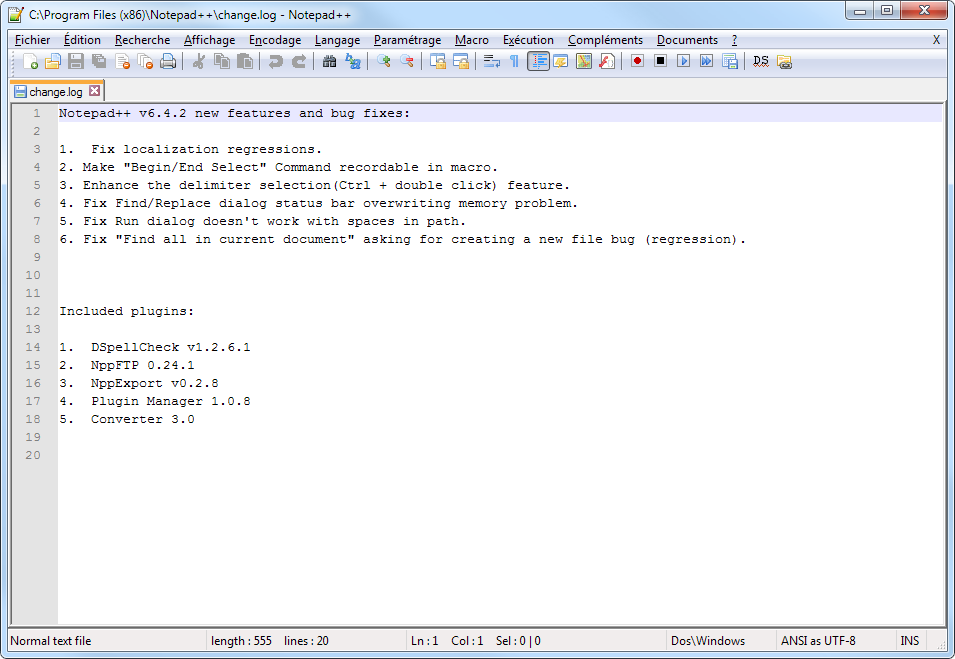 C:\Program Files (x86)\Notepad++\change.log - Notepad++
Fichier Édition Recherche Affichage Encodage Langage Paramétrage Macro Exécution Compléments Documents ? X
DS
change.log
1 Notepad++ v6.4.2 new features and bug fixes:
2
3 1.  Fix localization regressions.
4 2. Make "Begin/End Select" Command recordable in macro.
5 3. Enhance the delimiter selection(Ctrl + double click) feature.
6 4. Fix Find/Replace dialog status bar overwriting memory problem.
7 5. Fix Run dialog doesn't work with spaces in path.
8 6. Fix "Find all in current document" asking for creating a new file bug (regression).
9
10
11
12 Included plugins:
13
14 1.  DSpellCheck v1.2.6.1
15 2.  NppFTP 0.24.1
16 3.  NppExport v0.2.8
17 4.  Plugin Manager 1.0.8
18 5.  Converter 3.0
19
20
Normal text file length : 555 lines : 20 Ln : 1 Col : 1 Sel : 0 | 0 Dos\Windows ANSI as UTF-8 INS